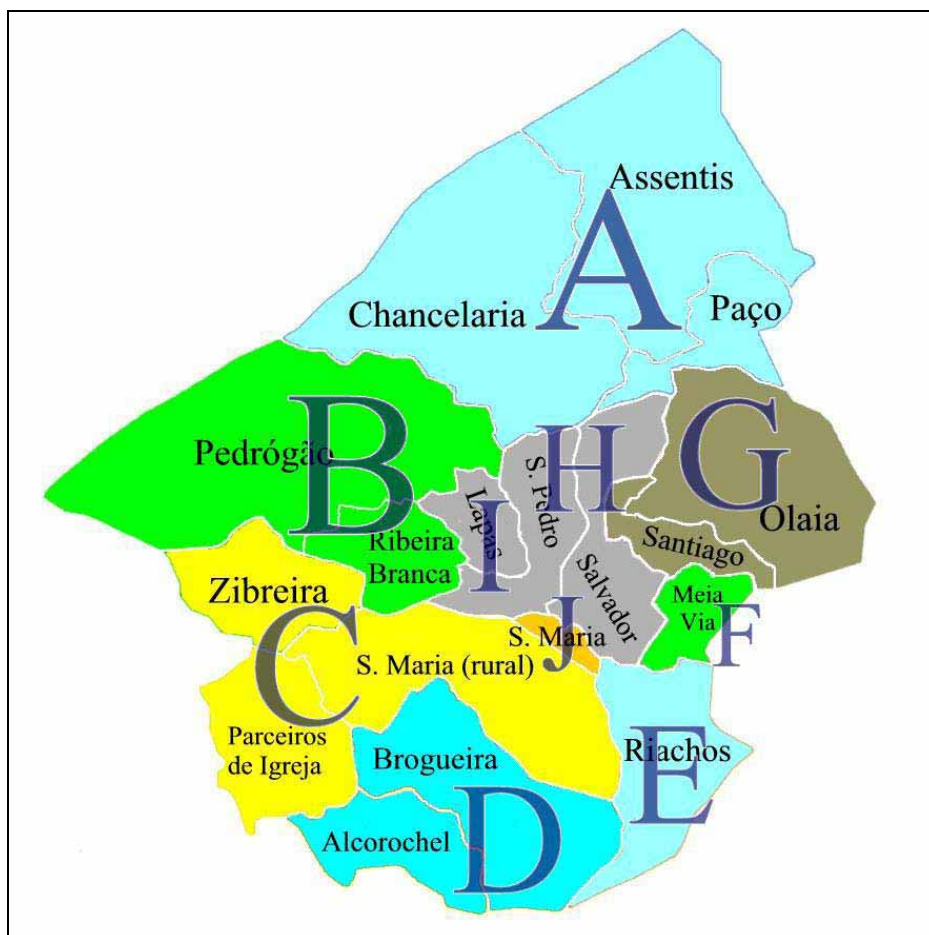 Assentis
A
Chancelaria
Paço
B
Pedrógão
H
G
S. Pedro
Lapas
I
Olaia
Ribeira
Branca
Santiago
Salvador
Zibreira
Meia
Via
F
C
S. Maria
J
S. Maria (rural)
Parceiros
de Igreja
Brogueira
Riachos
E
D
Alcorochel